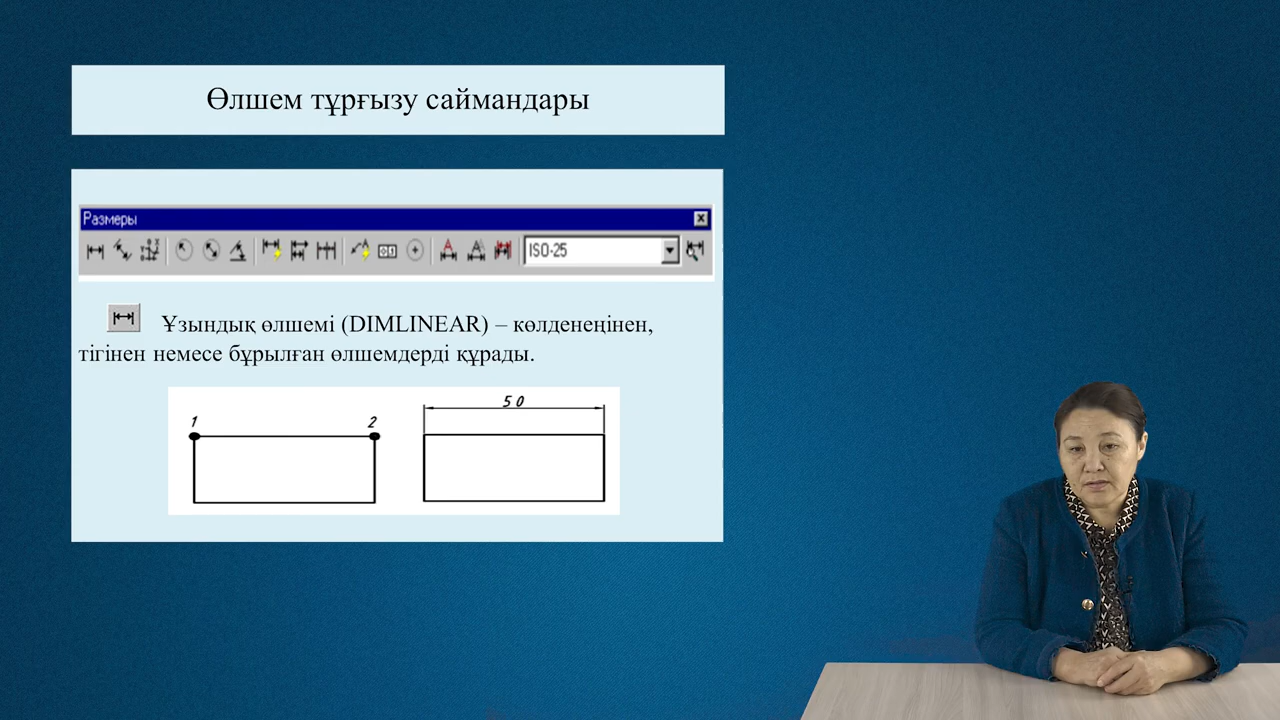 Өлшем тұрғызу саймандары
Размеры
ISO-25
Ұзындық өлшемі (DIMLINEAR) – көлденеңінен,
тігінен немесе бұрылған өлшемдерді құрады.
1 2
50